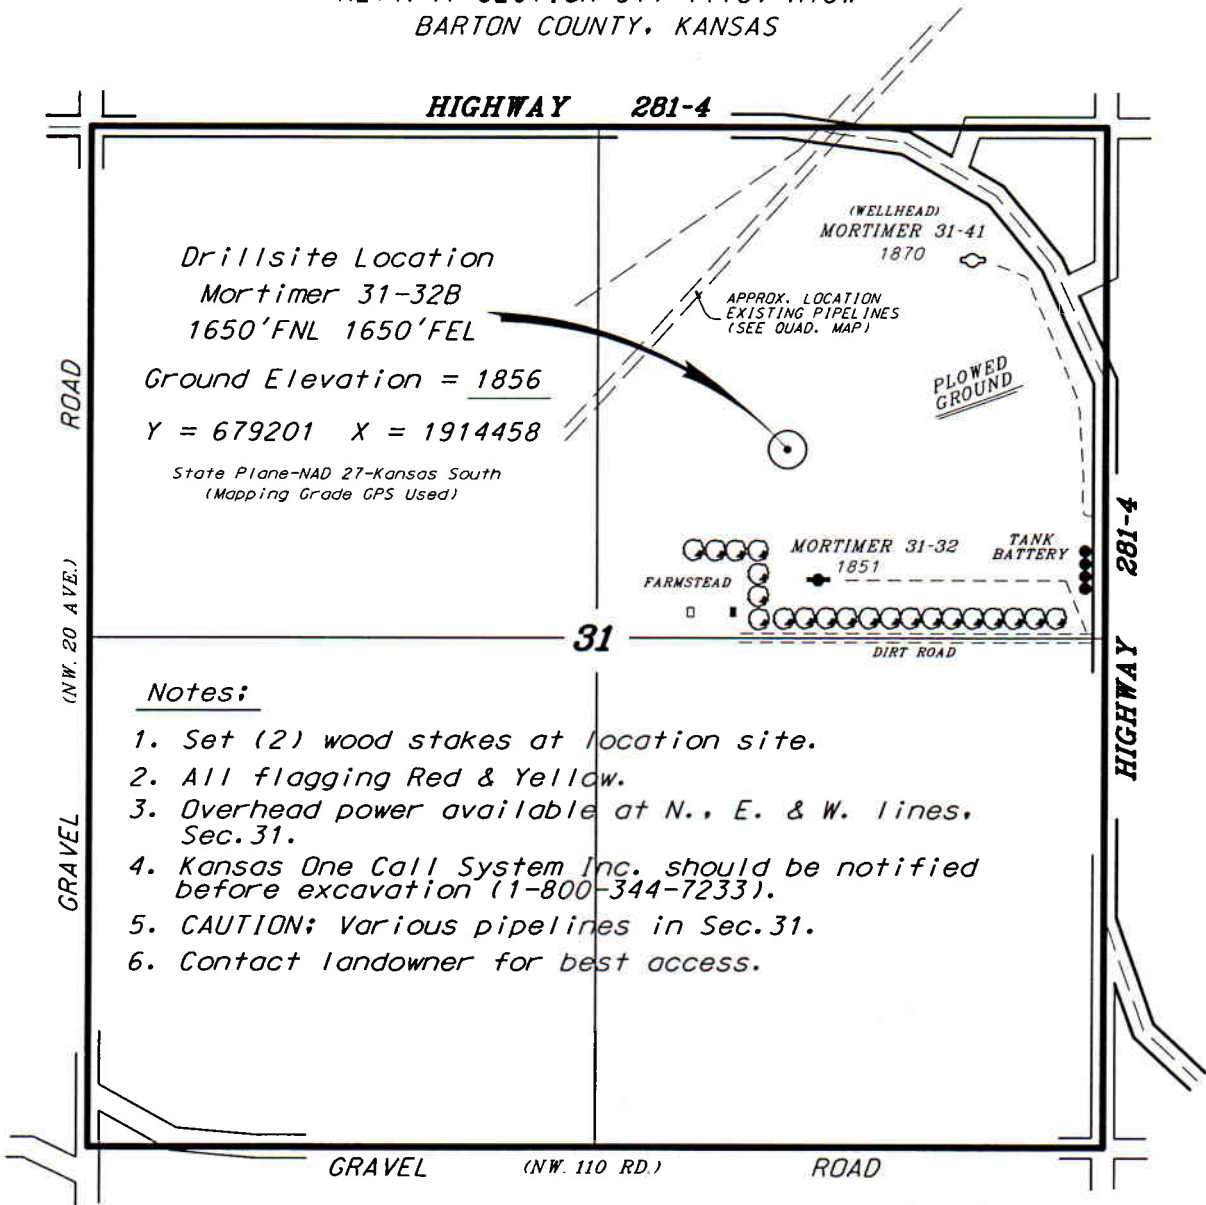 BARTON COUNTY, KANSAS
HIGHWAY 281-4
(WELLHEAD)
MORTIMER 31-41
1870
Drillsite Location
Mortimer 31-32B
1650'FNL 1650'FEL
Ground Elevation = 1856
Y = 679201 X = 1914458
State Plane-NAD 27-Kansas South
(Mapping Grade GPS Used)
APPROX. LOCATION
EXISTING PIPELINES
(SEE QUAD. MAP)
PLOWED
GROUND
MORTIMER 31-32
1851
TANK
BATTERY
FARMSTEAD
DIRT ROAD
31
HIGHWAY 281-4
GRAVEL (NW. 20 AVE.) ROAD
Notes:
1. Set (2) wood stakes at location site.
2. All flagging Red & Yellow.
3. Overhead power available at N., E. & W. lines,
Sec.31.
4. Kansas One Call System Inc. should be notified
before excavation (1-800-344-7233).
5. CAUTION: Various pipelines in Sec.31.
6. Contact landowner for best access.
GRAVEL (NW. 110 RD.) ROAD